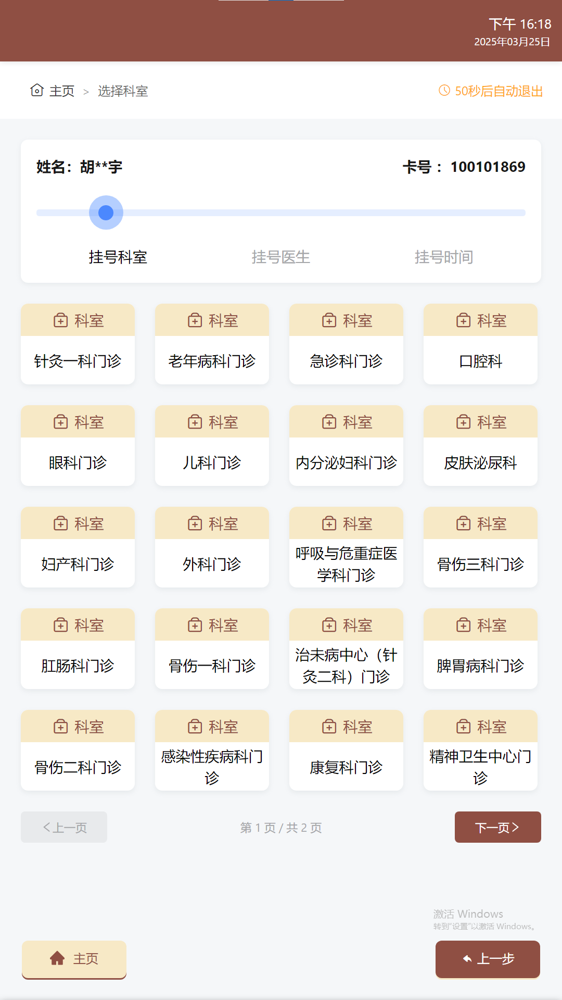 下午 16:18
2025年03月25日
主页 > 选择科室
50秒后自动退出
姓名：胡**宇
卡号 ：100101869
挂号科室 挂号医生 挂号时间
科室 科室 科室 科室
针灸一科门诊 老年病科门诊 急诊科门诊 口腔科
科室 科室 科室 科室
眼科门诊 儿科门诊 内分泌妇科门诊 皮肤泌尿科
科室 科室 科室 科室
妇产科门诊 外科门诊 呼吸与危重症医学科门诊 骨伤三科门诊
科室 科室 科室 科室
肛肠科门诊 骨伤一科门诊 治未病中心（针灸二科）门诊 脾胃病科门诊
科室 科室 科室 科室
骨伤二科门诊 感染性疾病科门诊 康复科门诊 精神卫生中心门诊
上一页 第 1 页 / 共 2 页 下一页
激活 Windows
转到“设置”以激活 Windows。
主页 上一步